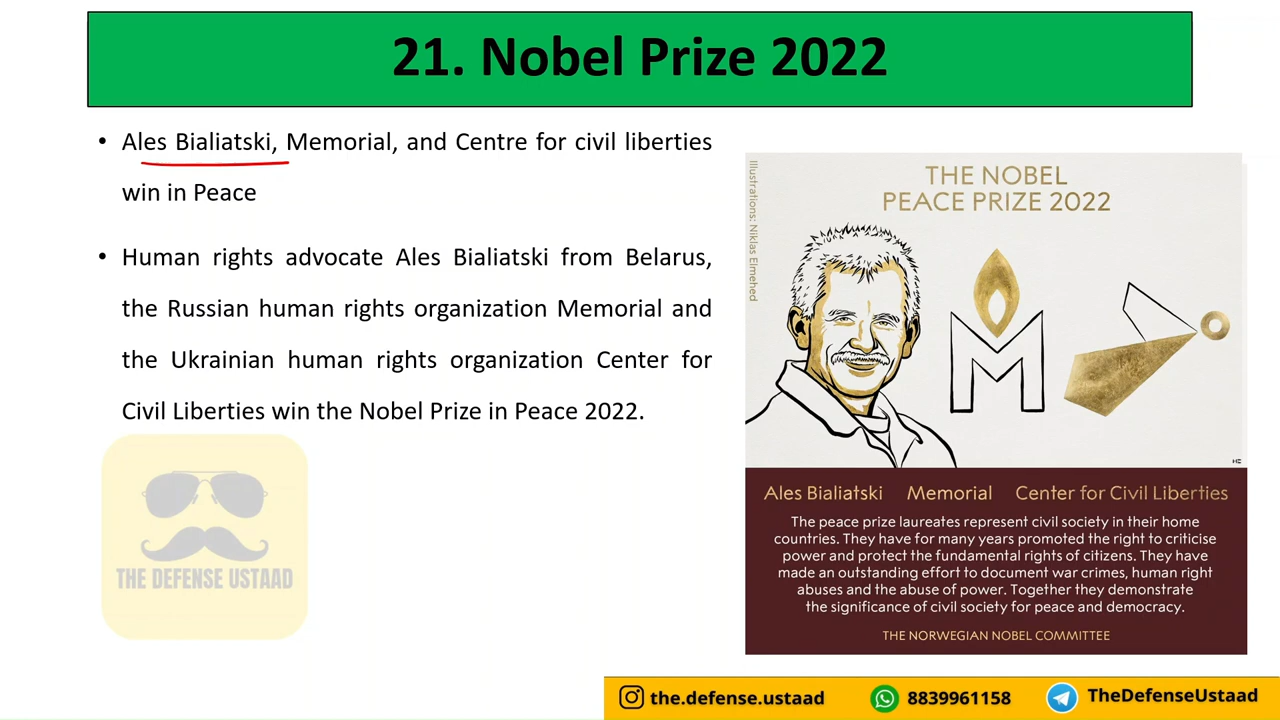 21. Nobel Prize 2022
• Ales Bialiatski, Memorial, and Centre for civil liberties
win in Peace
• Human rights advocate Ales Bialiatski from Belarus,
the Russian human rights organization Memorial and
the Ukrainian human rights organization Center for
Civil Liberties win the Nobel Prize in Peace 2022.
THE DEFENSE USTAAD
Illustrations: Niklas Elmehed
THE NOBEL
PEACE PRIZE 2022
Ales Bialiatski Memorial Center for Civil Liberties
The peace prize laureates represent civil society in their home
countries. They have for many years promoted the right to criticise
power and protect the fundamental rights of citizens. They have
made an outstanding effort to document war crimes, human right
abuses and the abuse of power. Together they demonstrate
the significance of civil society for peace and democracy.
THE NORWEGIAN NOBEL COMMITTEE
the.defense.ustaad 8839961158 TheDefenseUstaad